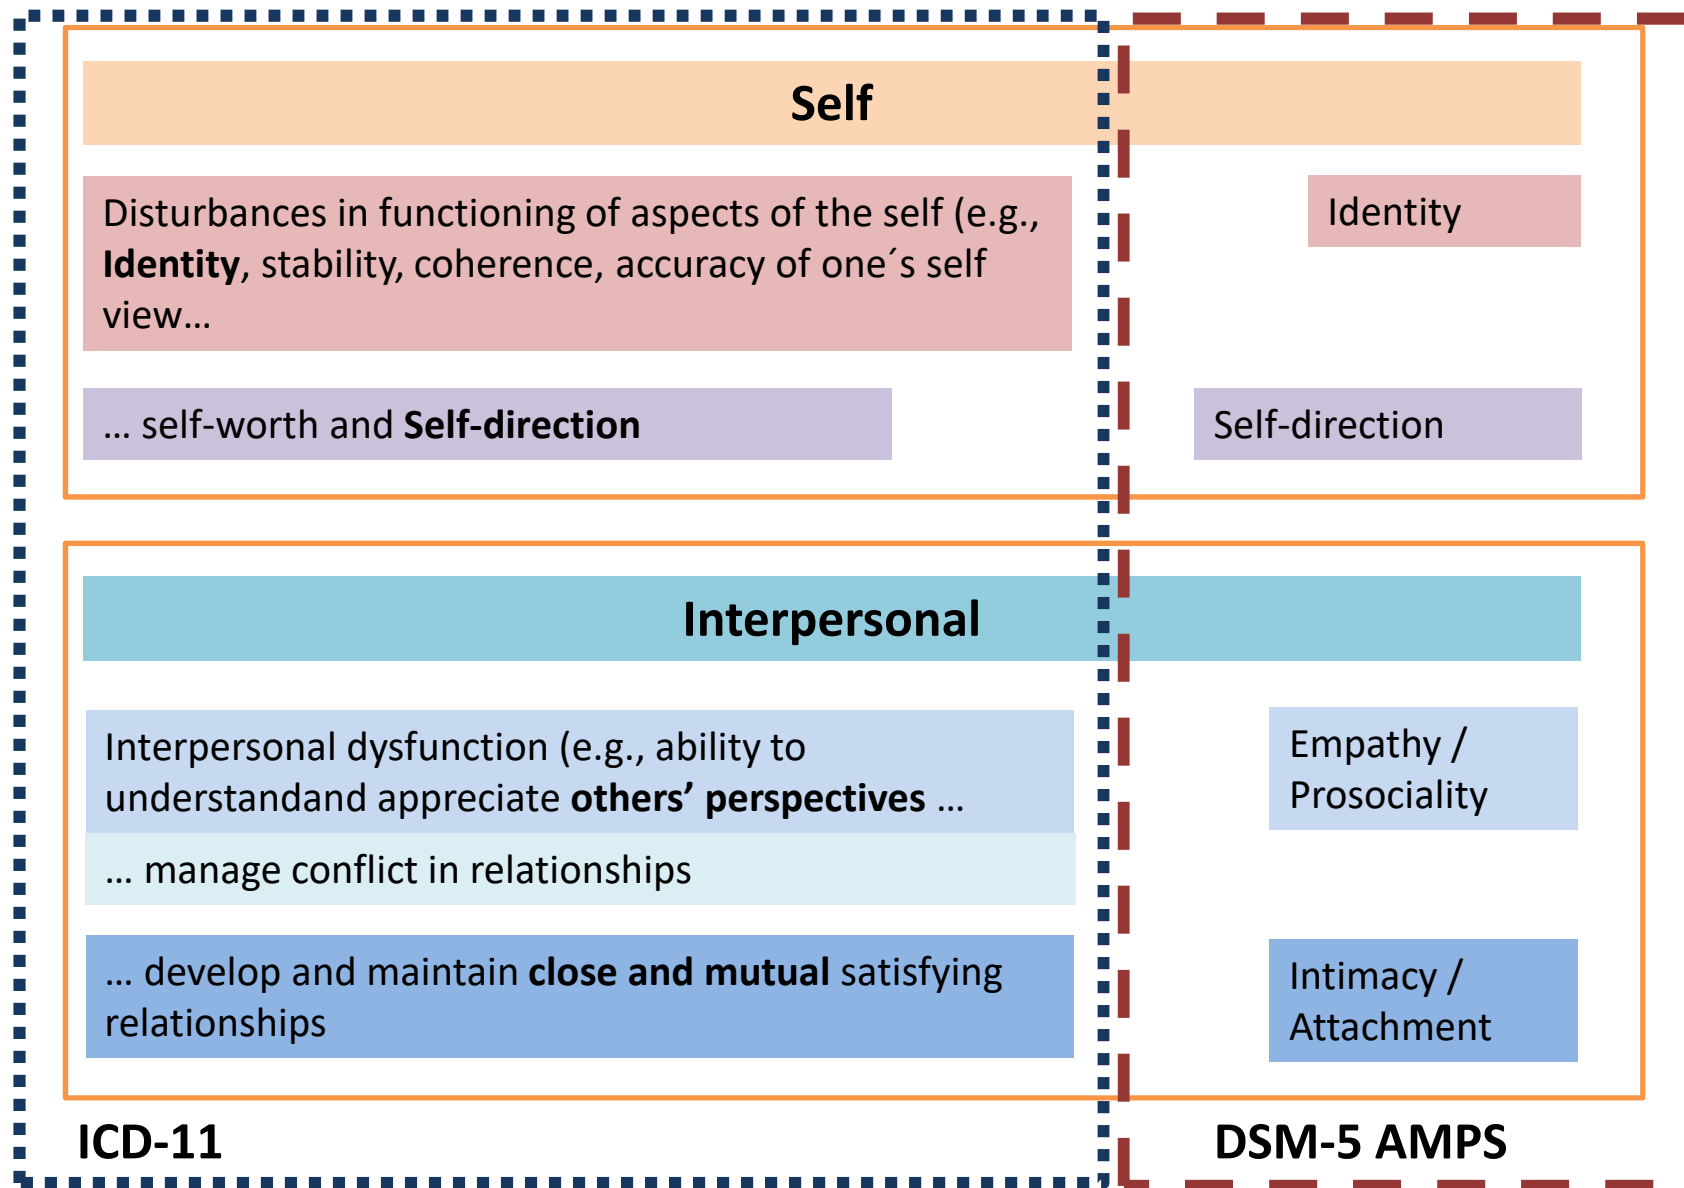 Self
Disturbances in functioning of aspects of the self (e.g.,
Identity, stability, coherence, accuracy of one´s self
view…
Identity
… self-worth and Self-direction
Self-direction
Interpersonal
Interpersonal dysfunction (e.g., ability to
understandand appreciate others’ perspectives …
Empathy /
Prosociality
… manage conflict in relationships
… develop and maintain close and mutual satisfying
relationships
Intimacy /
Attachment
ICD-11
DSM-5 AMPS